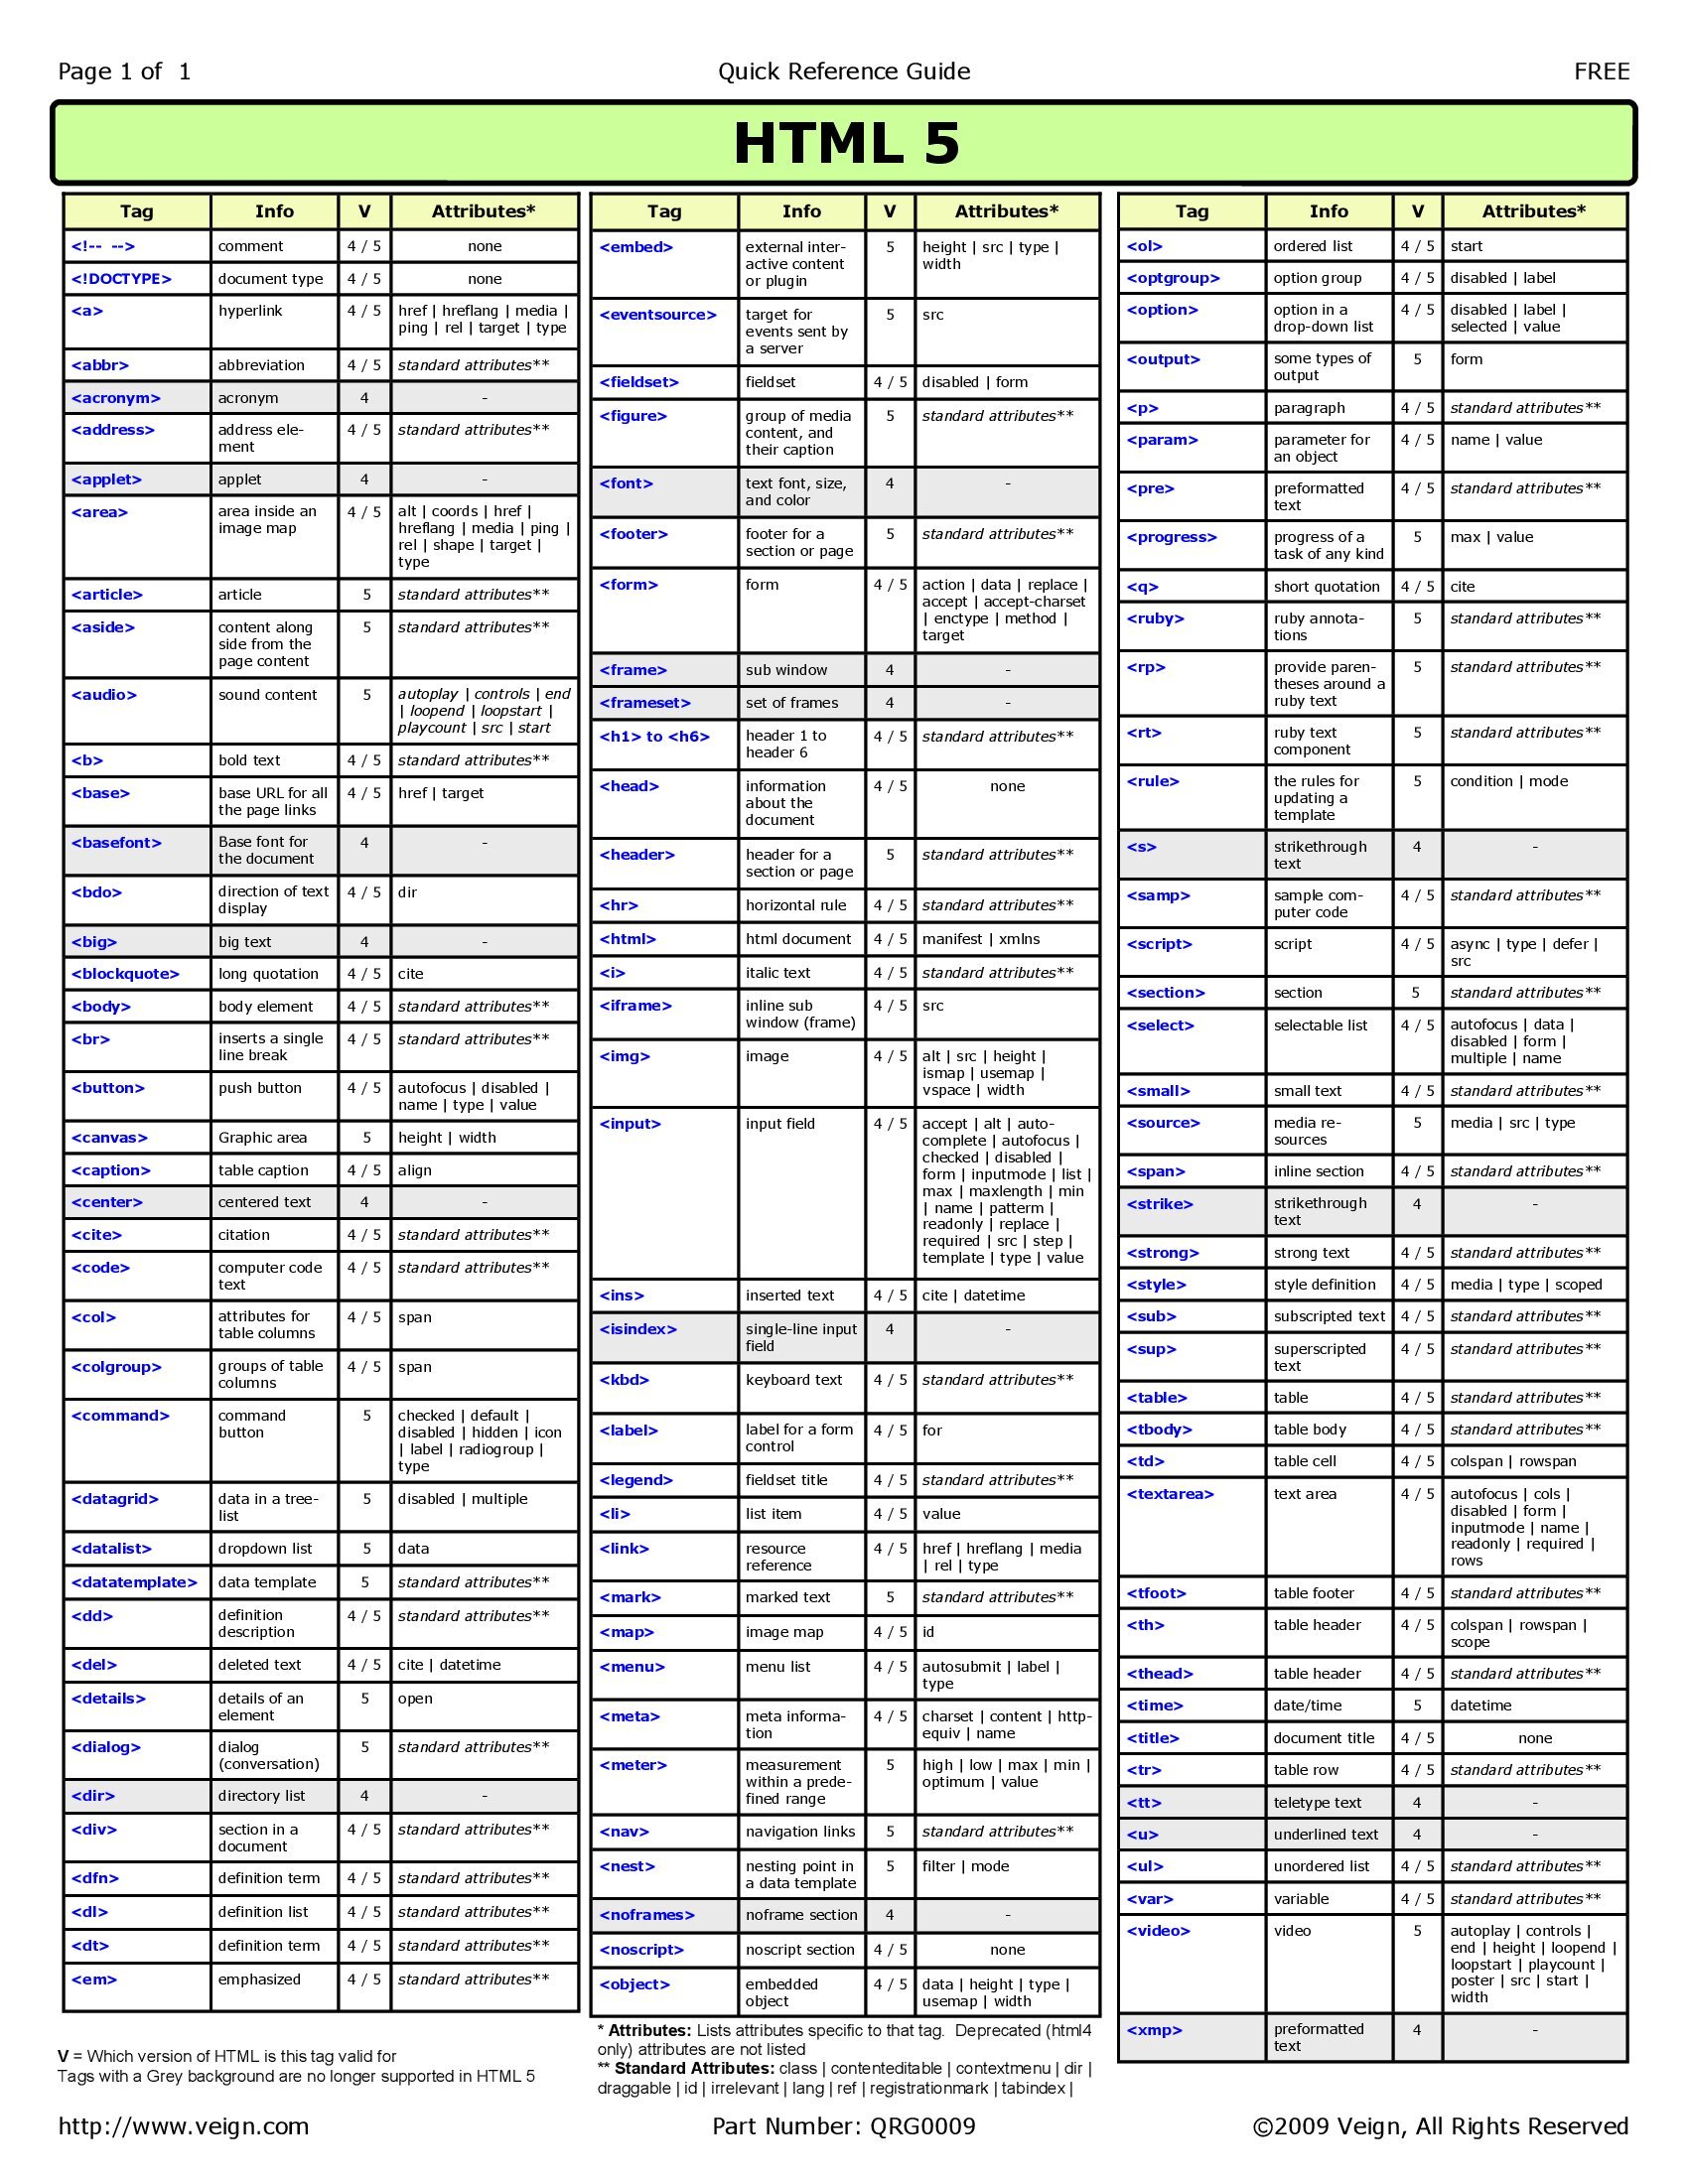 Page 1 of  1
Quick Reference Guide
FREE
HTML 5
Tag Info V Attributes*
<!--  --> comment 4 / 5 none
<!DOCTYPE> document type 4 / 5 none
<a> hyperlink 4 / 5 href | hreflang | media |
ping | rel | target | type
<abbr> abbreviation 4 / 5 standard attributes**
<acronym> acronym 4 -
<address> address ele- 4 / 5 standard attributes**
ment
<applet> applet 4 -
<area> area inside an 4 / 5 alt | coords | href |
image map hreflang | media | ping |
rel | shape | target |
type
<article> article 5 standard attributes**
<aside> content along 5 standard attributes**
side from the
page content
<audio> sound content 5 autoplay | controls | end
| loopend | loopstart |
playcount | src | start
<b> bold text 4 / 5 standard attributes**
<base> base URL for all 4 / 5 href | target
the page links
<basefont> Base font for 4 -
the document
<bdo> direction of text 4 / 5 dir
display
<big> big text 4 -
<blockquote> long quotation 4 / 5 cite
<body> body element 4 / 5 standard attributes**
<br> inserts a single 4 / 5 standard attributes**
line break
<button> push button 4 / 5 autofocus | disabled |
name | type | value
<canvas> Graphic area 5 height | width
<caption> table caption 4 / 5 align
<center> centered text 4 -
<cite> citation 4 / 5 standard attributes**
<code> computer code 4 / 5 standard attributes**
text
<col> attributes for 4 / 5 span
table columns
<colgroup> groups of table 4 / 5 span
columns
<command> command 5 checked | default |
button disabled | hidden | icon
| label | radiogroup |
type
<datagrid> data in a tree- 5 disabled | multiple
list
<datalist> dropdown list 5 data
<datatemplate> data template 5 standard attributes**
<dd> definition 4 / 5 standard attributes**
description
<del> deleted text 4 / 5 cite | datetime
<details> details of an 5 open
element
<dialog> dialog 5 standard attributes**
(conversation)
<dir> directory list 4 -
<div> section in a 4 / 5 standard attributes**
document
<dfn> definition term 4 / 5 standard attributes**
<dl> definition list 4 / 5 standard attributes**
<dt> definition term 4 / 5 standard attributes**
<em> emphasized 4 / 5 standard attributes**
V = Which version of HTML is this tag valid for
Tags with a Grey background are no longer supported in HTML 5
Tag Info V Attributes*
<embed> external inter- 5 height | src | type |
active content width
or plugin
<eventsource> target for 5 src
events sent by
a server
<fieldset> fieldset 4 / 5 disabled | form
<figure> group of media 5 standard attributes**
content, and
their caption
<font> text font, size, 4 -
and color
<footer> footer for a 5 standard attributes**
section or page
<form> form 4 / 5 action | data | replace |
accept | accept-charset
| enctype | method |
target
<frame> sub window 4 -
<frameset> set of frames 4 -
<h1> to <h6> header 1 to 4 / 5 standard attributes**
header 6
<head> information 4 / 5 none
about the
document
<header> header for a 5 standard attributes**
section or page
<hr> horizontal rule 4 / 5 standard attributes**
<html> html document 4 / 5 manifest | xmlns
<i> italic text 4 / 5 standard attributes**
<iframe> inline sub 4 / 5 src
window (frame)
<img> image 4 / 5 alt | src | height |
ismap | usemap |
vspace | width
<input> input field 4 / 5 accept | alt | auto-
complete | autofocus |
checked | disabled |
form | inputmode | list |
max | maxlength | min
| name | patterm |
readonly | replace |
required | src | step |
template | type | value
<ins> inserted text 4 / 5 cite | datetime
<isindex> single-line input 4 -
field
<kbd> keyboard text 4 / 5 standard attributes**
<label> label for a form 4 / 5 for
control
<legend> fieldset title 4 / 5 standard attributes**
<li> list item 4 / 5 value
<link> resource 4 / 5 href | hreflang | media
reference | rel | type
<mark> marked text 5 standard attributes**
<map> image map 4 / 5 id
<menu> menu list 4 / 5 autosubmit | label |
type
<meta> meta informa- 4 / 5 charset | content | http-
tion equiv | name
<meter> measurement 5 high | low | max | min |
within a prede- optimum | value
fined range
<nav> navigation links 5 standard attributes**
<nest> nesting point in 5 filter | mode
a data template
<noframes> noframe section 4 -
<noscript> noscript section 4 / 5 none
<object> embedded 4 / 5 data | height | type |
object usemap | width
* Attributes: Lists attributes specific to that tag.  Deprecated (html4
only) attributes are not listed
** Standard Attributes: class | contenteditable | contextmenu | dir |
draggable | id | irrelevant | lang | ref | registrationmark | tabindex |
Tag Info V Attributes*
<ol> ordered list 4 / 5 start
<optgroup> option group 4 / 5 disabled | label
<option> option in a 4 / 5 disabled | label |
drop-down list selected | value
<output> some types of 5 form
output
<p> paragraph 4 / 5 standard attributes**
<param> parameter for 4 / 5 name | value
an object
<pre> preformatted 4 / 5 standard attributes**
text
<progress> progress of a 5 max | value
task of any kind
<q> short quotation 4 / 5 cite
<ruby> ruby annota- 5 standard attributes**
tions
<rp> provide paren- 5 standard attributes**
theses around a
ruby text
<rt> ruby text 5 standard attributes**
component
<rule> the rules for 5 condition | mode
updating a
template
<s> strikethrough 4 -
text
<samp> sample com- 4 / 5 standard attributes**
puter code
<script> script 4 / 5 async | type | defer |
src
<section> section 5 standard attributes**
<select> selectable list 4 / 5 autofocus | data |
disabled | form |
multiple | name
<small> small text 4 / 5 standard attributes**
<source> media re- 5 media | src | type
sources
<span> inline section 4 / 5 standard attributes**
<strike> strikethrough 4 -
text
<strong> strong text 4 / 5 standard attributes**
<style> style definition 4 / 5 media | type | scoped
<sub> subscripted text 4 / 5 standard attributes**
<sup> superscripted 4 / 5 standard attributes**
text
<table> table 4 / 5 standard attributes**
<tbody> table body 4 / 5 standard attributes**
<td> table cell 4 / 5 colspan | rowspan
<textarea> text area 4 / 5 autofocus | cols |
disabled | form |
inputmode | name |
readonly | required |
rows
<tfoot> table footer 4 / 5 standard attributes**
<th> table header 4 / 5 colspan | rowspan |
scope
<thead> table header 4 / 5 standard attributes**
<time> date/time 5 datetime
<title> document title 4 / 5 none
<tr> table row 4 / 5 standard attributes**
<tt> teletype text 4 -
<u> underlined text 4 -
<ul> unordered list 4 / 5 standard attributes**
<var> variable 4 / 5 standard attributes**
<video> video 5 autoplay | controls |
end | height | loopend |
loopstart | playcount |
poster | src | start |
width
<xmp> preformatted 4 -
text
http://www.veign.com
Part Number: QRG0009
©2009 Veign, All Rights Reserved